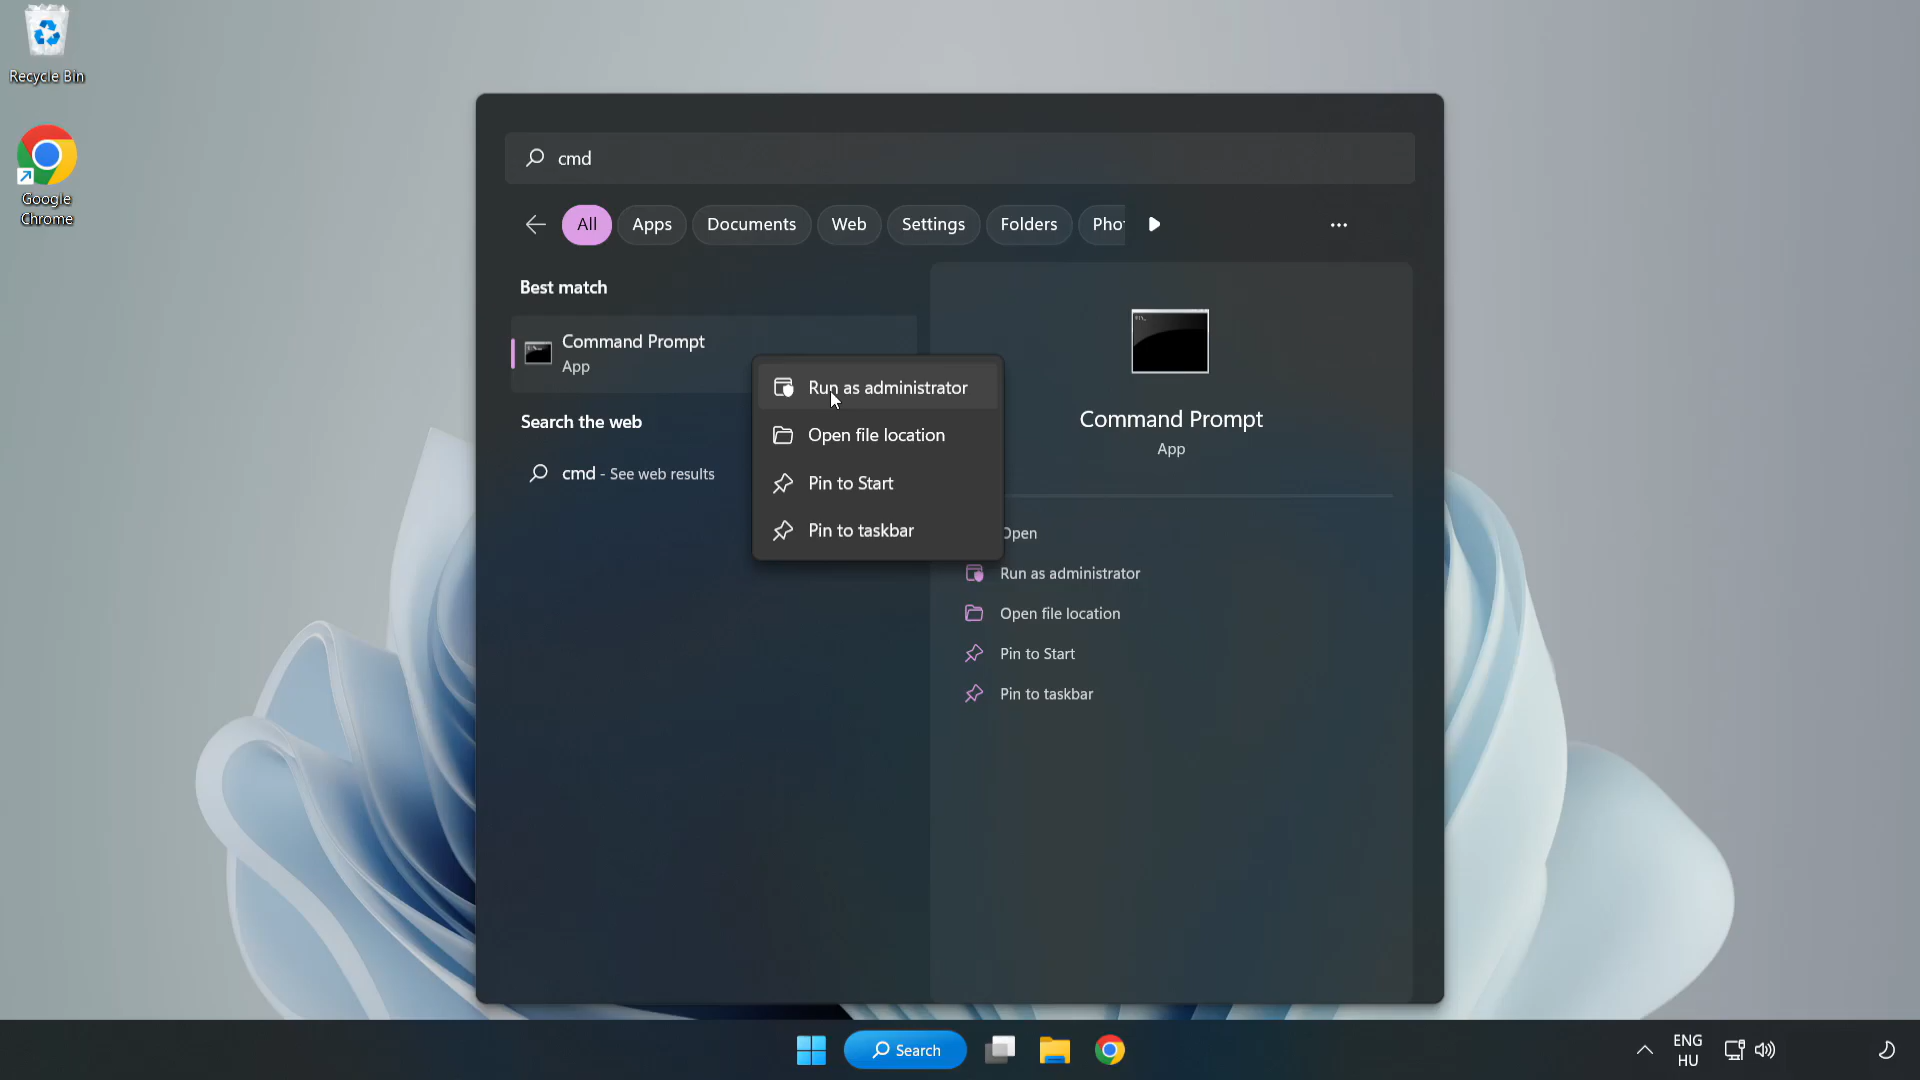 Recycle Bin
Google
Chrome
cmd
All
Apps
Documents
Web
Settings
Folders
Pho
Best match
Command Prompt
App
Search the web
cmd - See web results
Run as administrator
Open file location
Pin to Start
Pin to taskbar
Command Prompt
App
Open
Run as administrator
Open file location
Pin to Start
Pin to taskbar
Search
ENG
HU